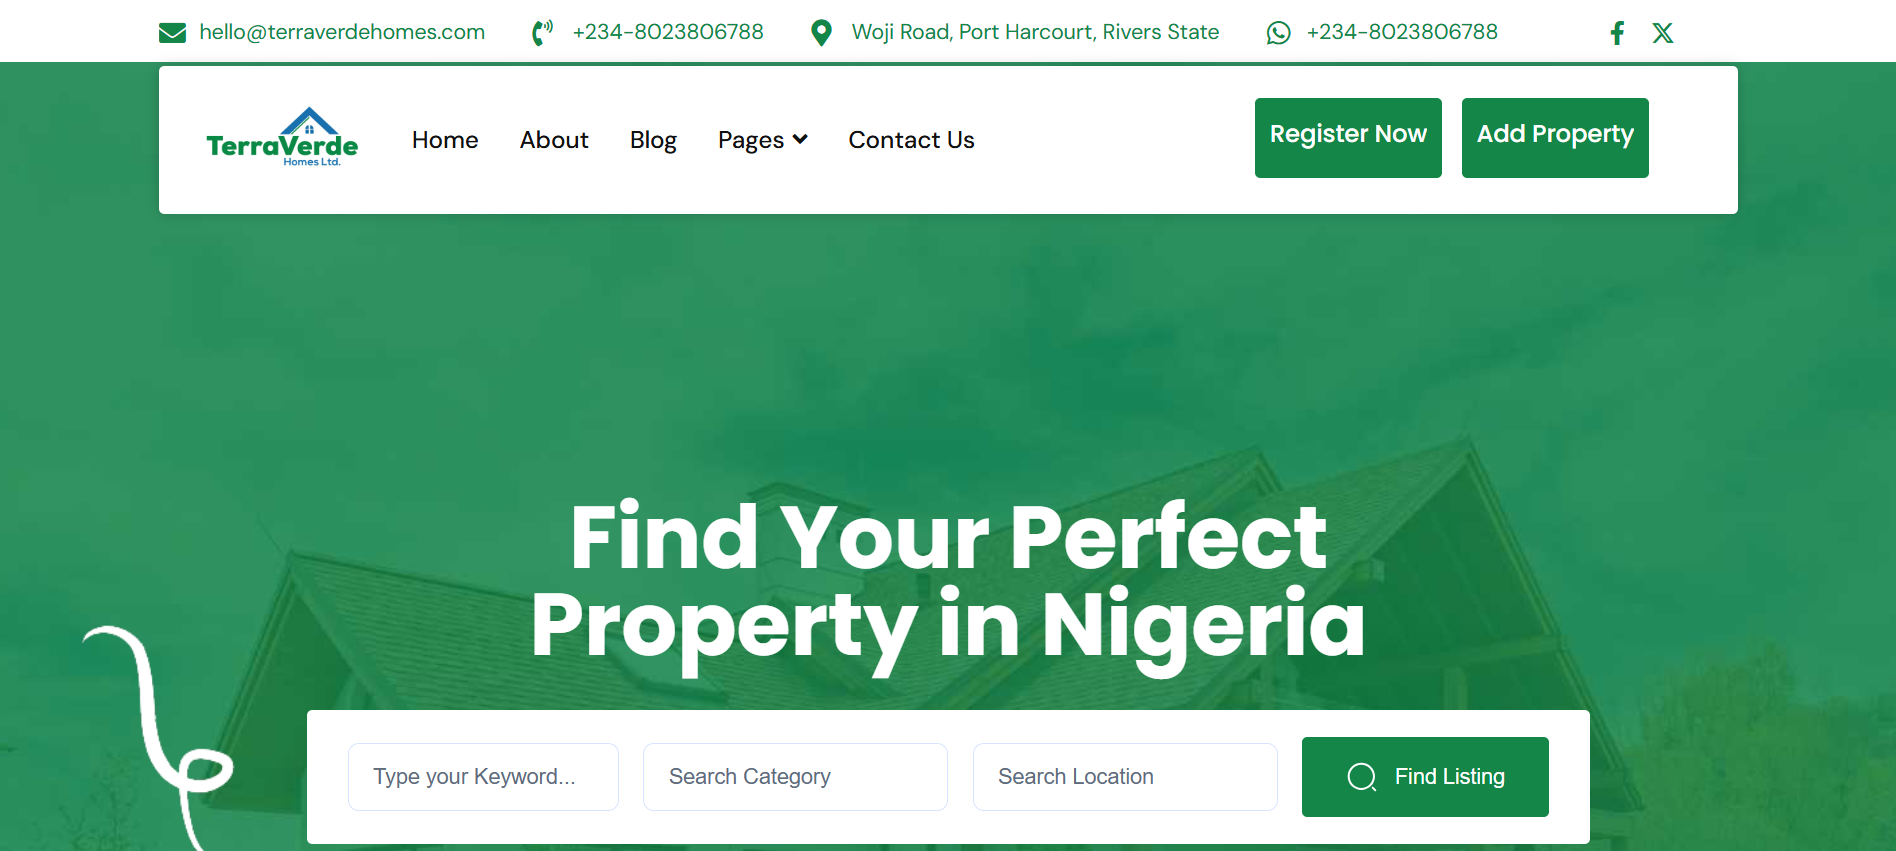 hello@terraverdehomes.com
+234-8023806788
Woji Road, Port Harcourt, Rivers State
+234-8023806788
TerraVerde
Homes Ltd.
Home
About
Blog
Pages
Contact Us
Register Now
Add Property
Find Your Perfect
Property in Nigeria
Type your Keyword...
Search Category
Search Location
Find Listing